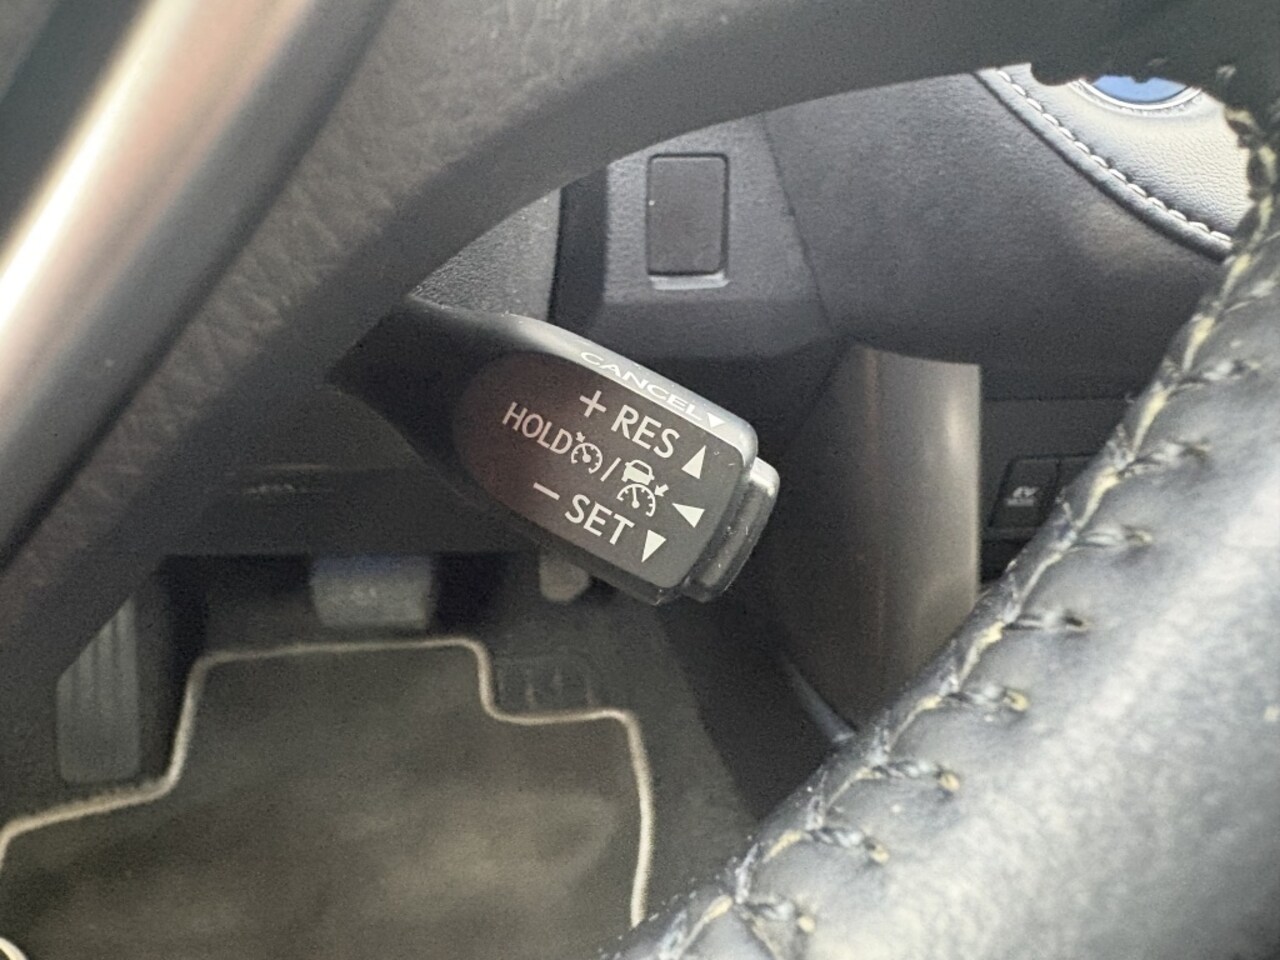 CANCEL▼
+ RES ▲
HOLD / ◀
− SET ▼